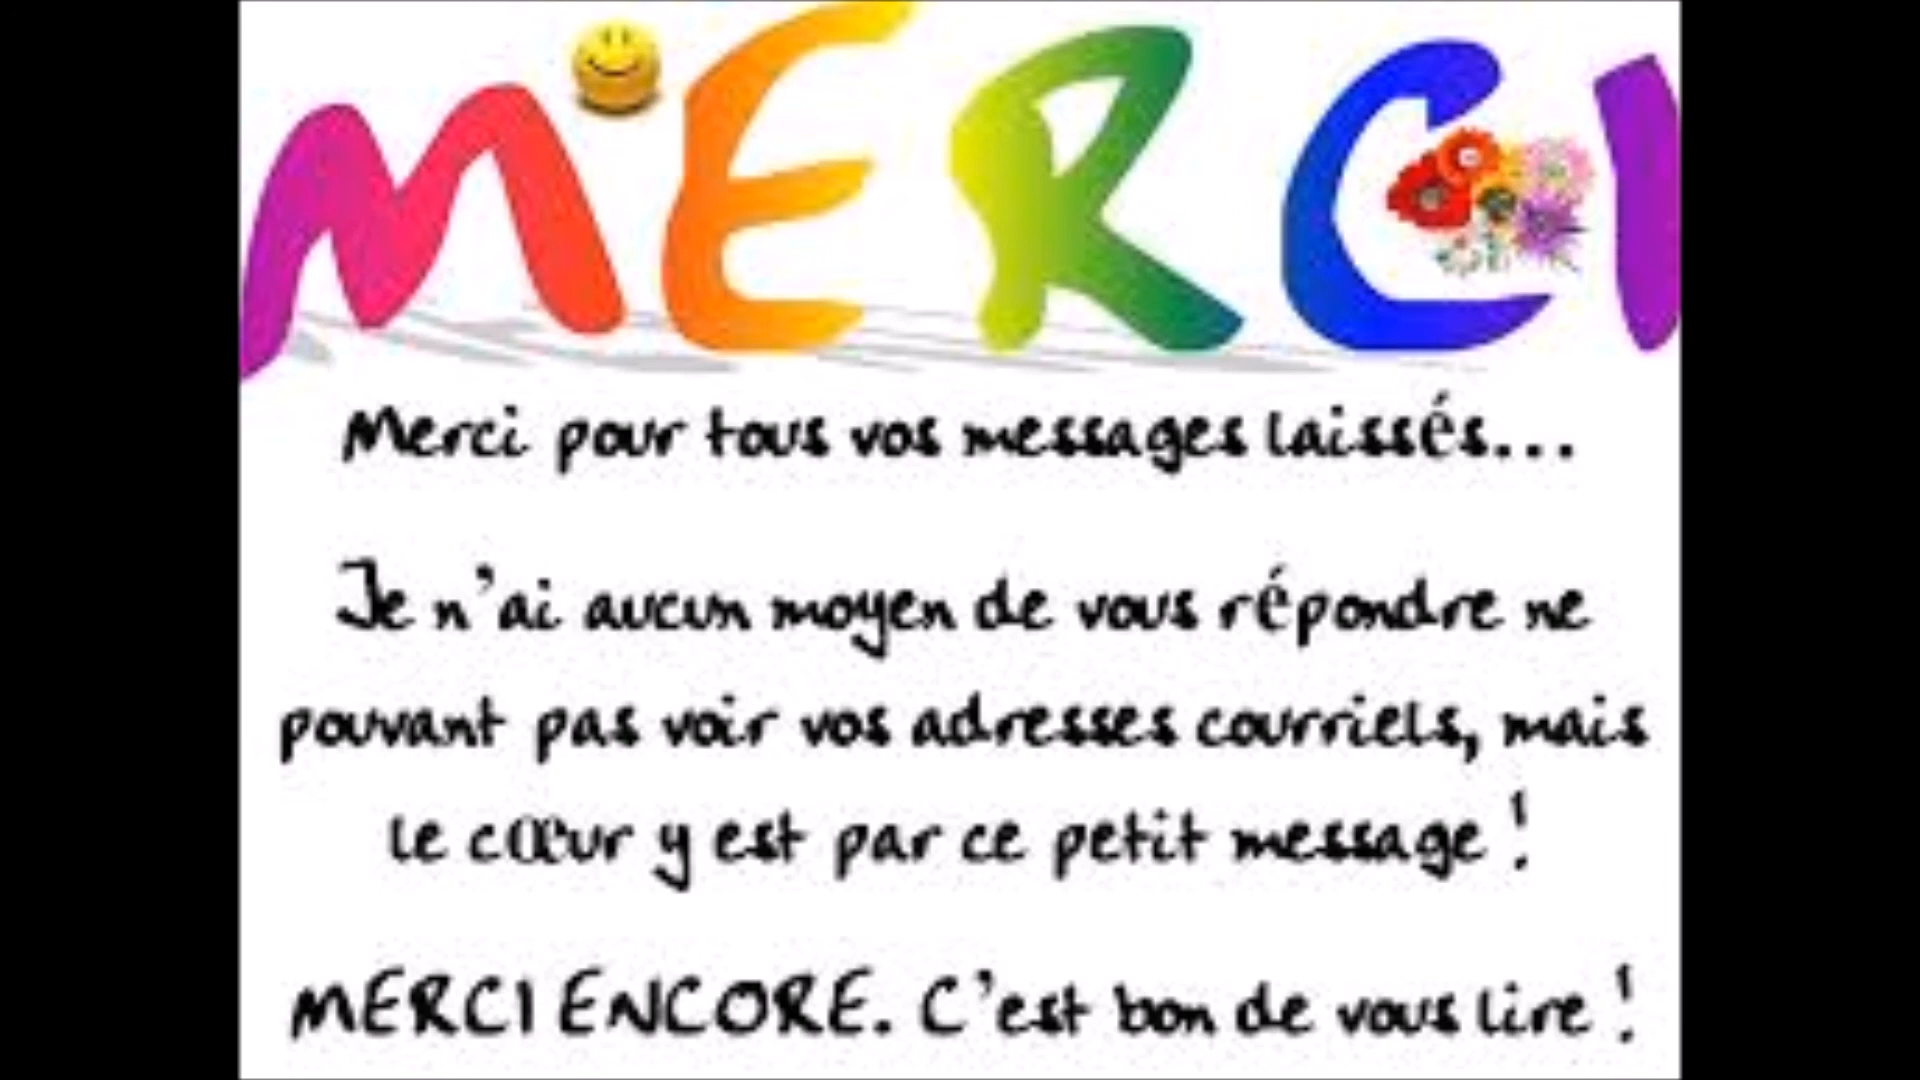 MERCI
Merci pour tous vos messages laissés...
Je n'ai aucun moyen de vous répondre ne
pouvant pas voir vos adresses courriels, mais
le cœur y est par ce petit message !
MERCI ENCORE. C'est bon de vous lire !